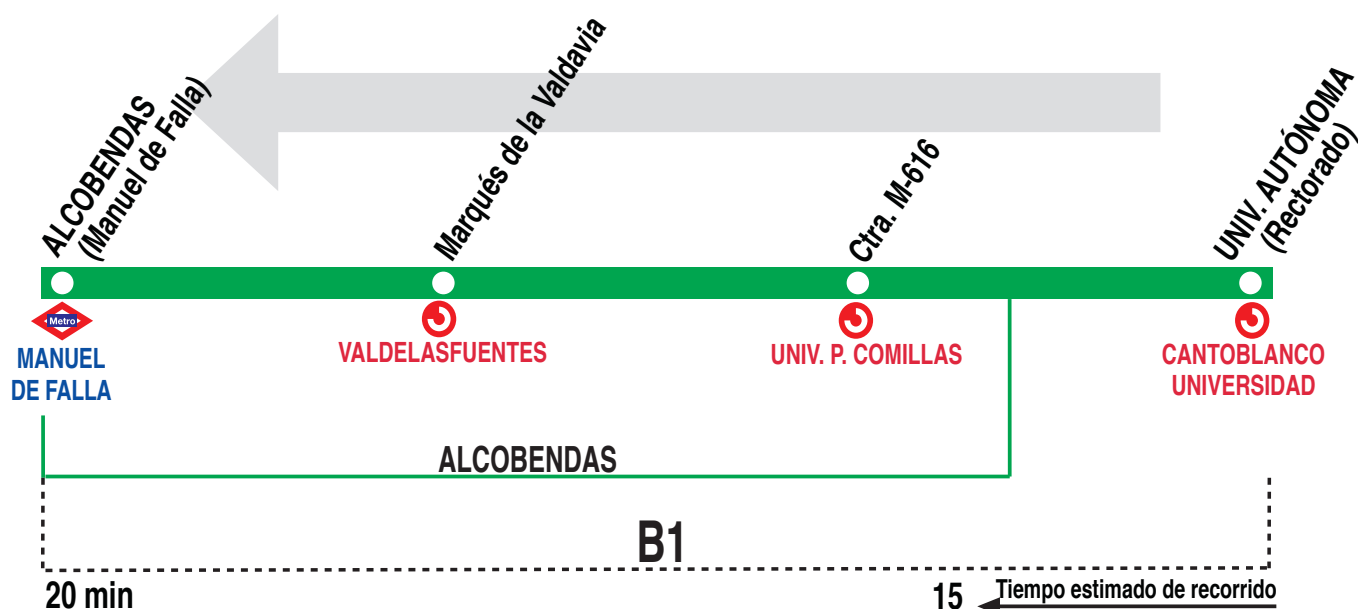 ALCOBENDAS
(Manuel de Falla)
Marqués de la Valdavia
Ctra. M-616
UNIV. AUTÓNOMA
(Rectorado)
Metro
MANUEL
DE FALLA
VALDELASFUENTES
UNIV. P. COMILLAS
CANTOBLANCO
UNIVERSIDAD
ALCOBENDAS
B1
20 min
15
Tiempo estimado de recorrido